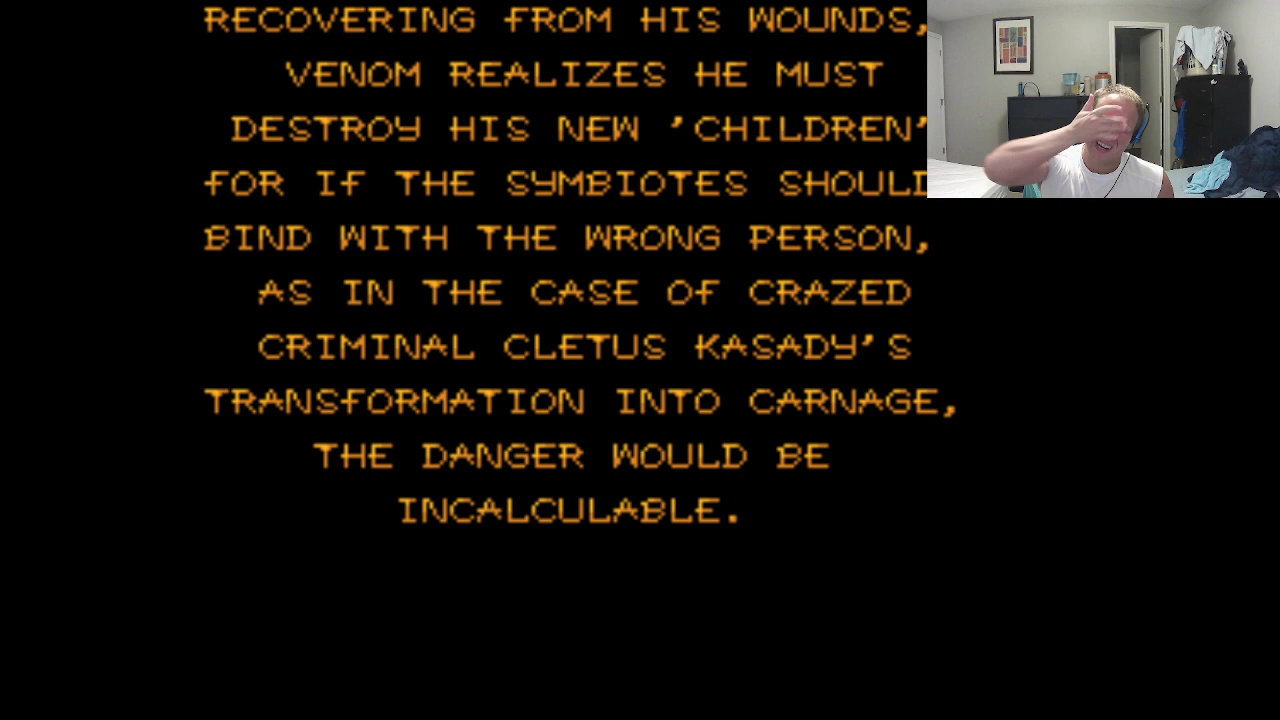 RECOVERING FROM HIS WOUNDS,
VENOM REALIZES HE MUST
DESTROY HIS NEW 'CHILDREN'
FOR IF THE SYMBIOTES SHOULD
BIND WITH THE WRONG PERSON,
AS IN THE CASE OF CRAZED
CRIMINAL CLETUS KASADY'S
TRANSFORMATION INTO CARNAGE,
THE DANGER WOULD BE
INCALCULABLE.